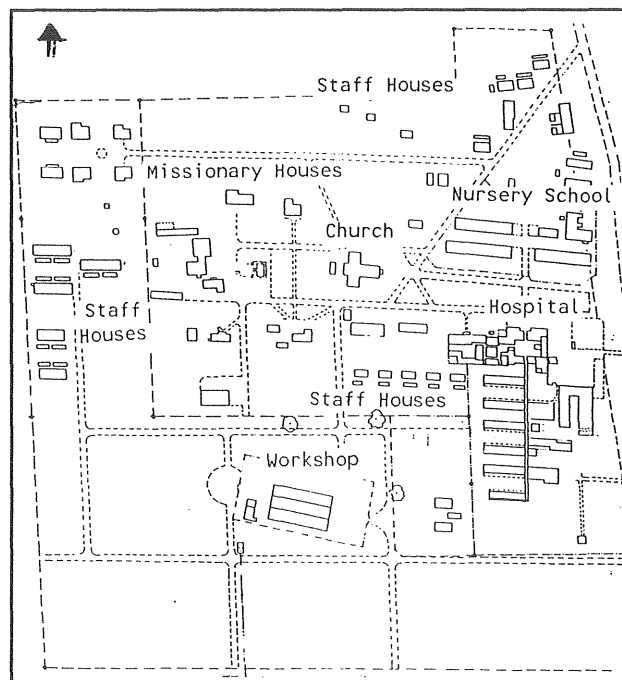 Staff Houses
Missionary Houses
Nursery School
Church
Hospital
Staff
Houses
Staff Houses
Workshop